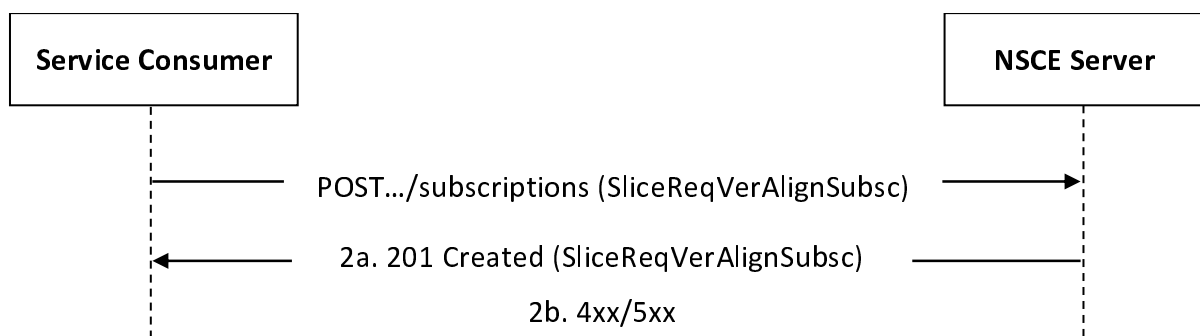 Service Consumer
NSCE Server
POST…/subscriptions (SliceReqVerAlignSubsc)
2a. 201 Created (SliceReqVerAlignSubsc)
2b. 4xx/5xx